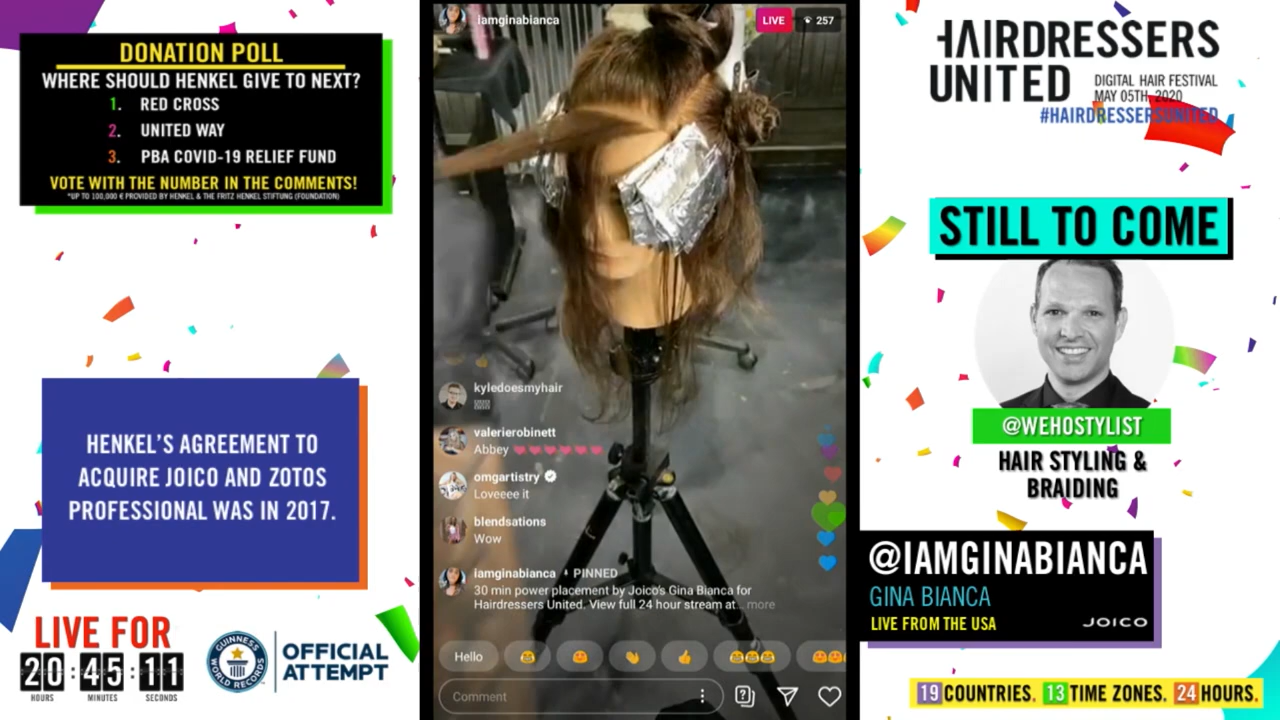 DONATION POLL
WHERE SHOULD HENKEL GIVE TO NEXT?
1. RED CROSS
2. UNITED WAY
3. PBA COVID-19 RELIEF FUND
VOTE WITH THE NUMBER IN THE COMMENTS!
*UP TO 100,000 € PROVIDED BY HENKEL & THE FRITZ HENKEL STIFTUNG (FOUNDATION)
HENKEL'S AGREEMENT TO
ACQUIRE JOICO AND ZOTOS
PROFESSIONAL WAS IN 2017.
LIVE FOR
20:45:11
HOURS MINUTES SECONDS
GUINNESS WORLD RECORDS
OFFICIAL
ATTEMPT
iamginabianca
LIVE 257
kyledoesmyhair
valerierobinett
Abbey
omgartistry
Loveeee it
blendsations
Wow
iamginabianca PINNED
30 min power placement by Joico's Gina Bianca for
Hairdressers United. View full 24 hour stream at... more
Hello
Comment
HAIRDRESSERS
UNITED
DIGITAL HAIR FESTIVAL
MAY 05TH, 2020
#HAIRDRESSERSUNITED
STILL TO COME
@WEHOSTYLIST
HAIR STYLING &
BRAIDING
@IAMGINABIANCA
GINA BIANCA
LIVE FROM THE USA
JOICO
19 COUNTRIES. 13 TIME ZONES. 24 HOURS.